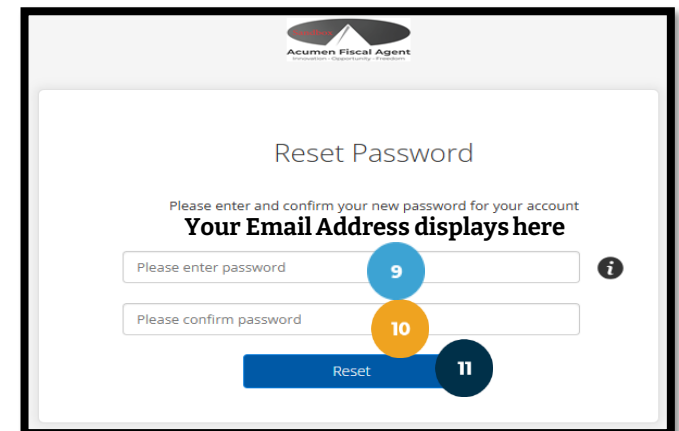 Acumen Fiscal Agent
Innovation - Opportunity - Freedom
Reset Password
Please enter and confirm your new password for your account
Your Email Address displays here
Please enter password
9
i
Please confirm password
10
Reset
11